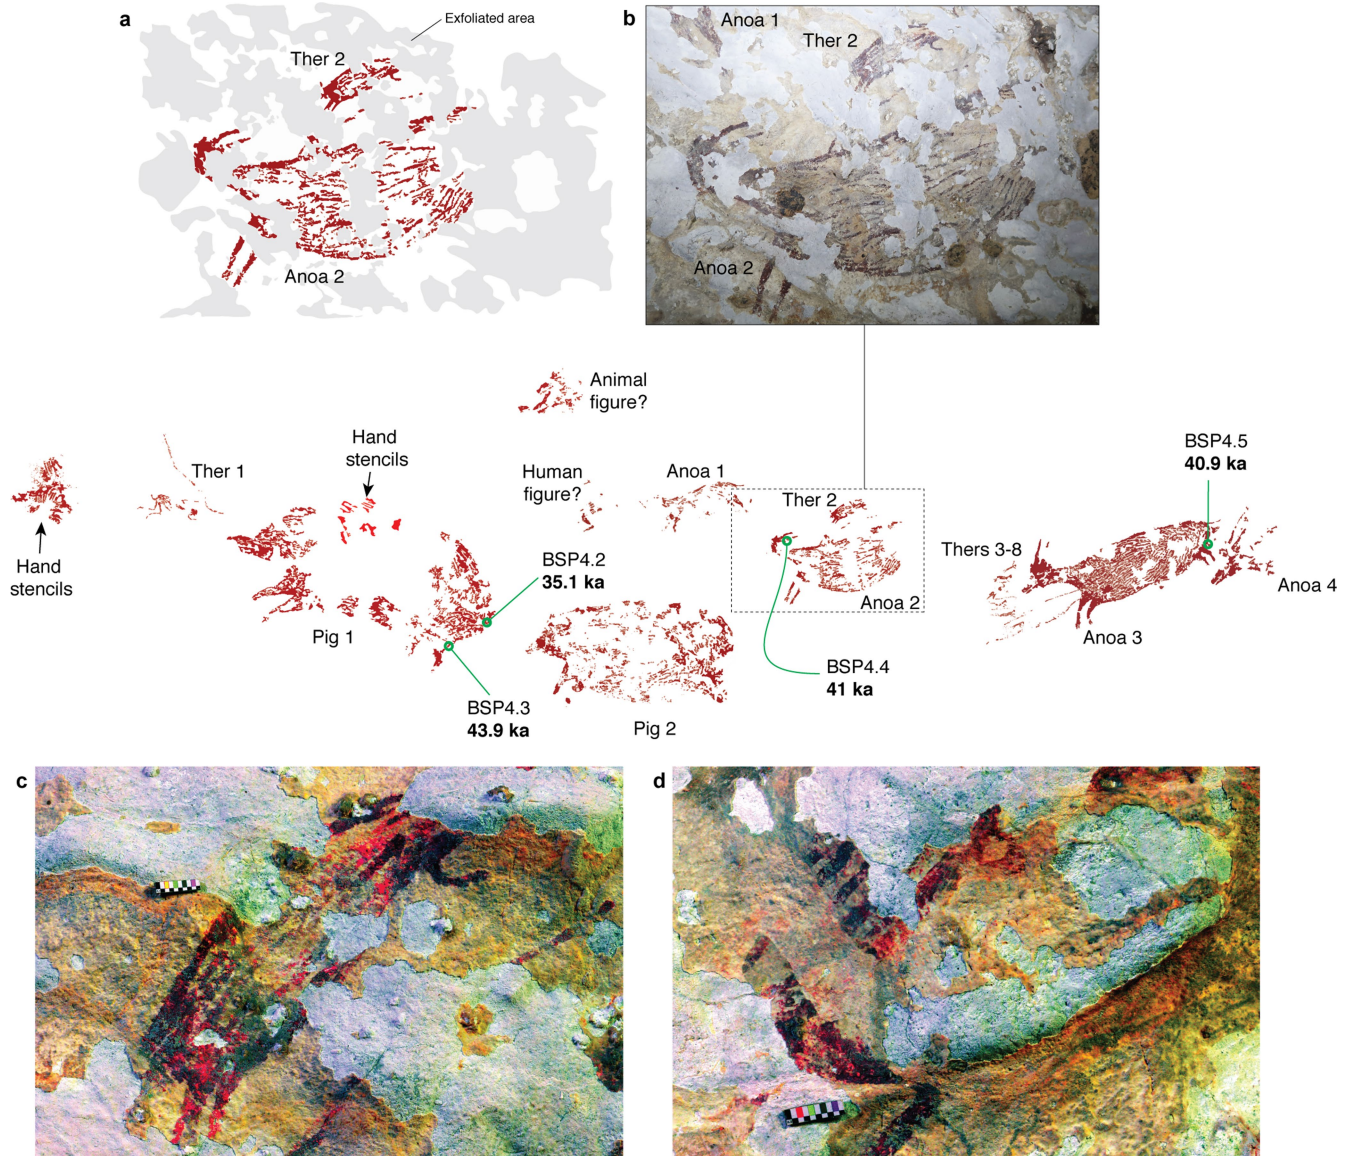 a
Exfoliated area
Ther 2
Anoa 2
b
Anoa 1
Ther 2
Anoa 2
Animal
figure?
Hand
stencils
Ther 1
Hand
stencils
Human
figure?
Anoa 1
Ther 2
BSP4.5
40.9 ka
Thers 3-8
Anoa 4
BSP4.2
35.1 ka
Anoa 2
Pig 1
Anoa 3
BSP4.4
41 ka
BSP4.3
43.9 ka
Pig 2
c
d